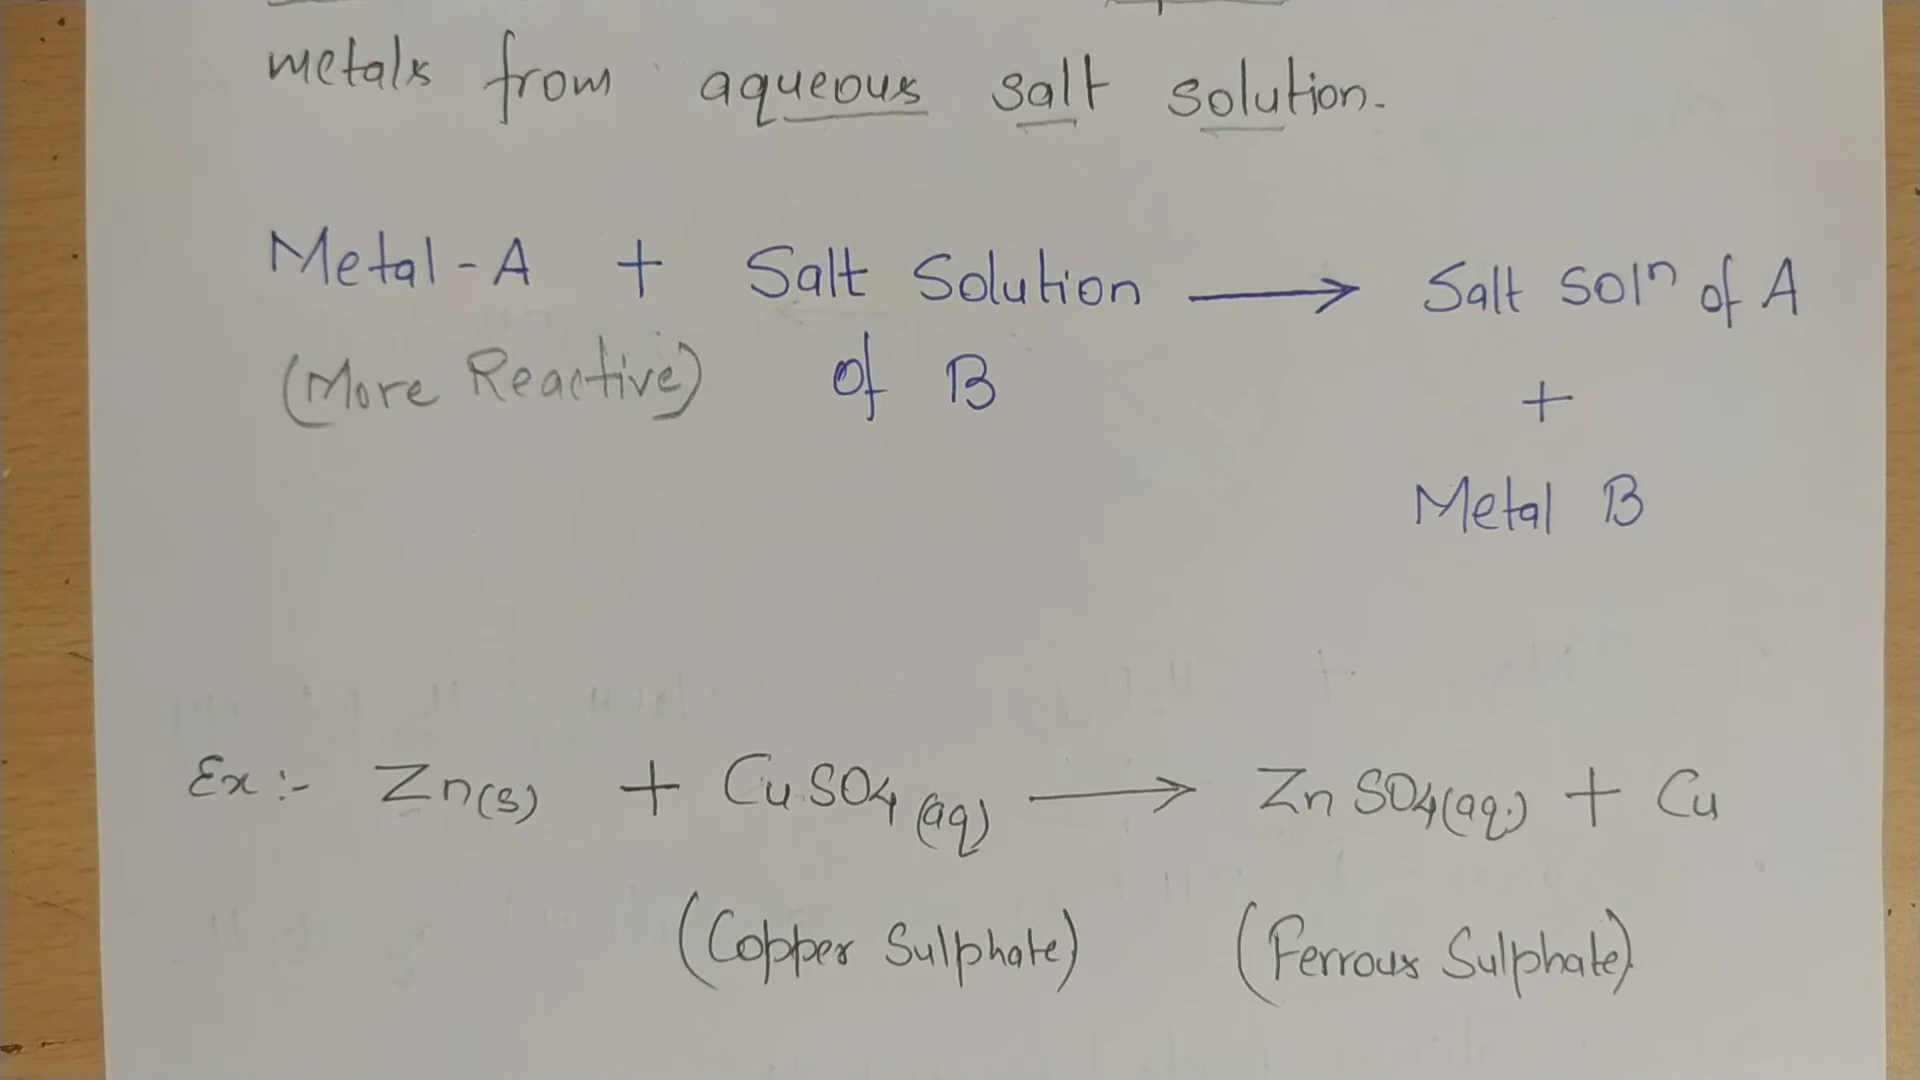 metals from aqueous salt solution.
Metal-A + Salt Solution → Salt Solⁿ of A
(More Reactive) of B +
Metal B
Ex:- Zn(s) + CuSO4 (aq) → ZnSO4(aq.) + Cu
(Copper Sulphate) (Ferrous Sulphate)